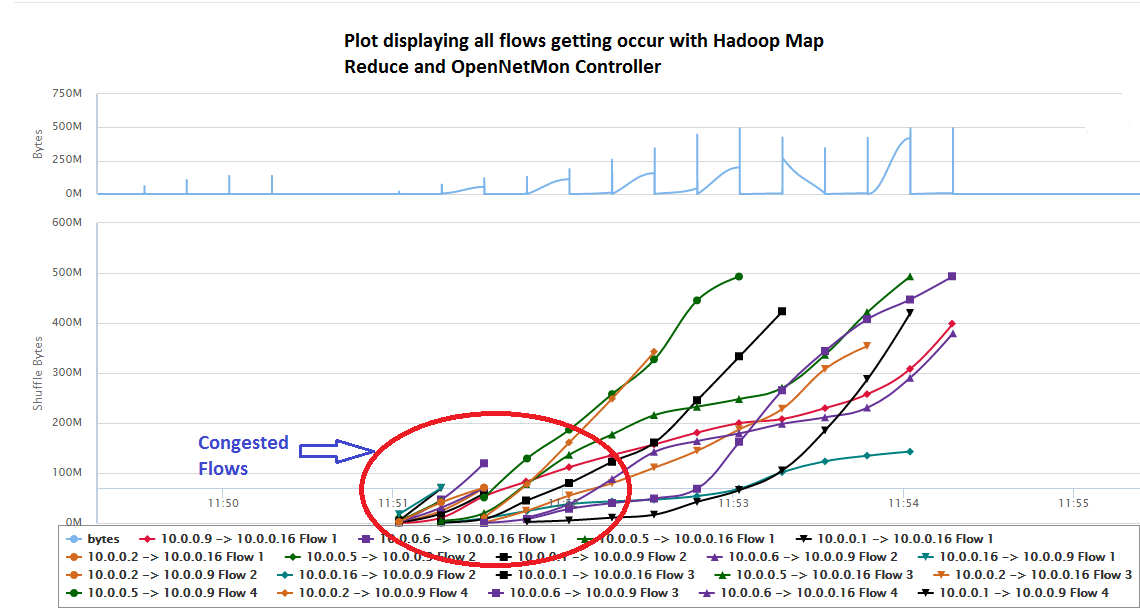 Plot displaying all flows getting occur with Hadoop Map
Reduce and OpenNetMon Controller
750M
500M
250M
0M
Bytes
600M
500M
400M
300M
200M
100M
0M
Shuffle Bytes
Congested
Flows
11:50
11:51
11:53
11:54
11:55
bytes 10.0.0.9 -> 10.0.0.16 Flow 1 10.0.0.6 -> 10.0.0.16 Flow 1 10.0.0.5 -> 10.0.0.16 Flow 1 10.0.0.1 -> 10.0.0.16 Flow 1
10.0.0.2 -> 10.0.0.16 Flow 1 10.0.0.5 -> 10.0.0.9 Flow 2 10.0.0.1 -> 10.0.0.9 Flow 2 10.0.0.6 -> 10.0.0.9 Flow 2 10.0.0.16 -> 10.0.0.9 Flow 1
10.0.0.2 -> 10.0.0.9 Flow 2 10.0.0.16 -> 10.0.0.9 Flow 2 10.0.0.1 -> 10.0.0.16 Flow 3 10.0.0.5 -> 10.0.0.16 Flow 3 10.0.0.2 -> 10.0.0.16 Flow 3
10.0.0.5 -> 10.0.0.9 Flow 4 10.0.0.2 -> 10.0.0.9 Flow 4 10.0.0.6 -> 10.0.0.9 Flow 3 10.0.0.6 -> 10.0.0.16 Flow 4 10.0.0.1 -> 10.0.0.9 Flow 4